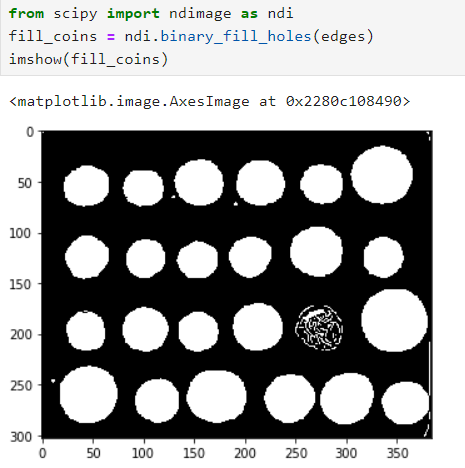 from scipy import ndimage as ndi
fill_coins = ndi.binary_fill_holes(edges)
imshow(fill_coins)
<matplotlib.image.AxesImage at 0x2280c108490>
0
50
100
150
200
250
300
0 50 100 150 200 250 300 350